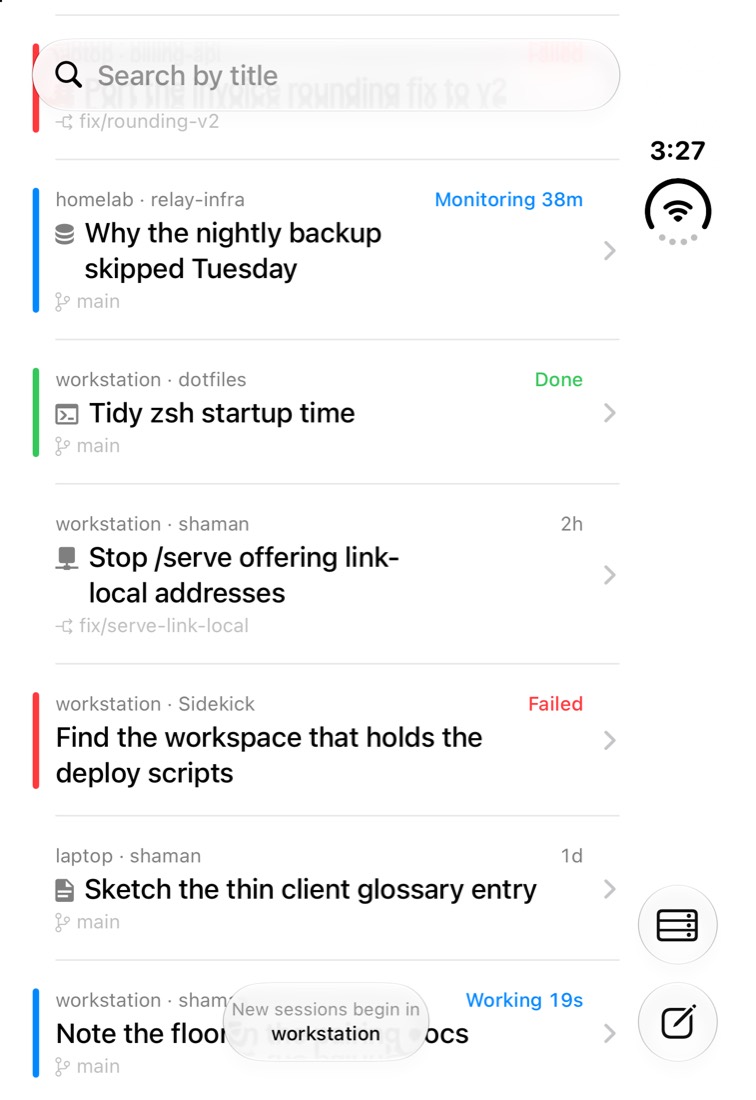 Failed
Search by title
fix/rounding-v2
3:27
homelab · relay-infra
Monitoring 38m
Why the nightly backup
skipped Tuesday
main
workstation · dotfiles
Done
Tidy zsh startup time
main
workstation · shaman
2h
Stop /serve offering link-
local addresses
fix/serve-link-local
workstation · Sidekick
Failed
Find the workspace that holds the
deploy scripts
laptop · shaman
1d
Sketch the thin client glossary entry
main
workstation ·
Working 19s
New sessions begin in
workstation
Note the
main